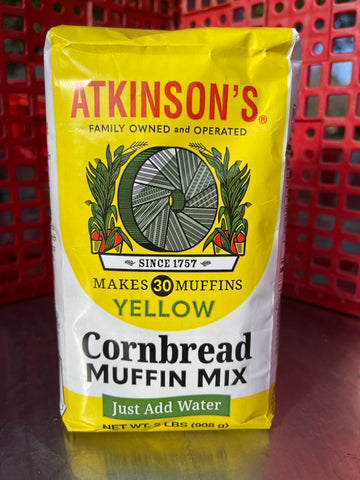 ATKINSON'S®
FAMILY OWNED and OPERATED
SINCE 1757
MAKES 30 MUFFINS
YELLOW
Cornbread
MUFFIN MIX
Just Add Water
NET WT. 2 LBS (908 g)